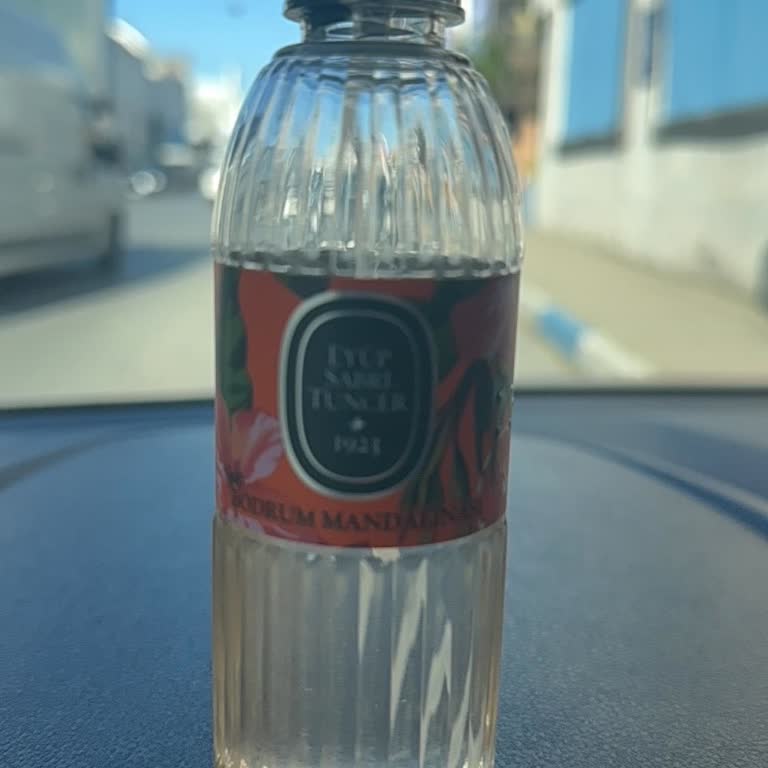 EYÜP
SABRİ
TUNCER
1923
BODRUM MANDALİNASI